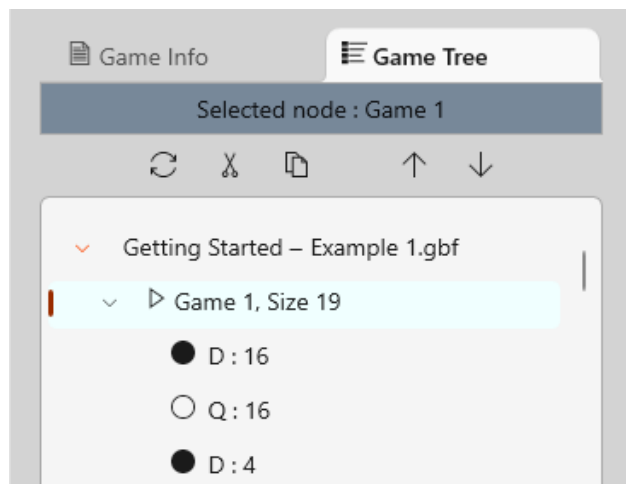 Game Info
Game Tree
Selected node : Game 1
Getting Started – Example 1.gbf
Game 1, Size 19
D : 16
Q : 16
D : 4